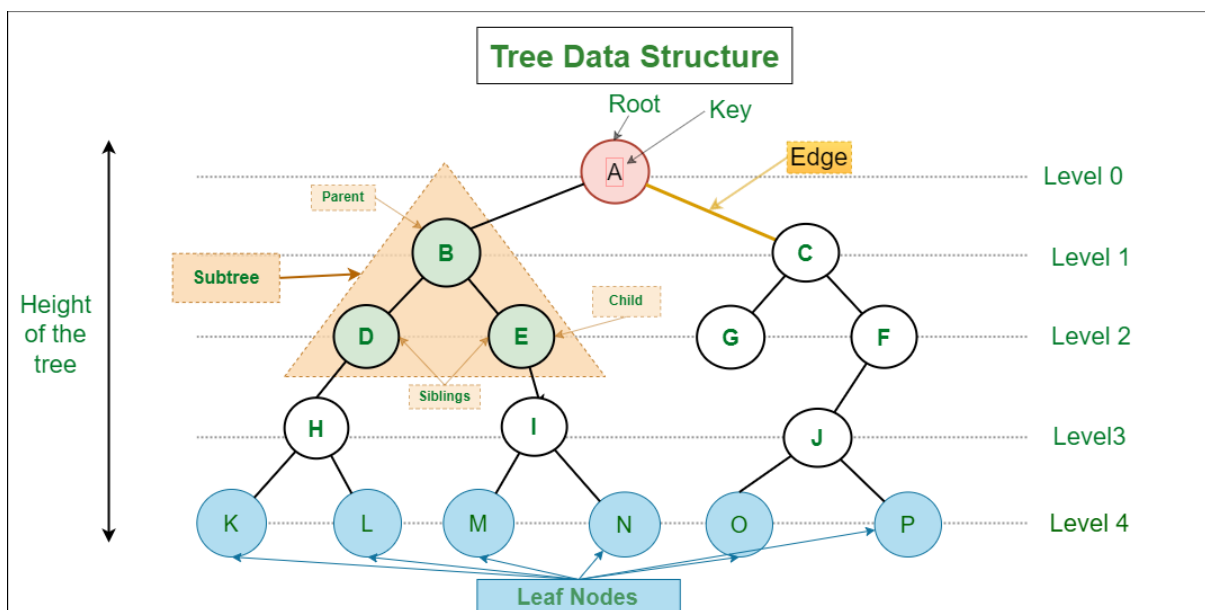 Tree Data Structure
Root
Key
A
Edge
Level 0
Parent
B
C
Level 1
Subtree
Height
of the
tree
Child
D
E
G
F
Level 2
Siblings
H
I
J
Level3
K
L
M
N
O
P
Level 4
Leaf Nodes